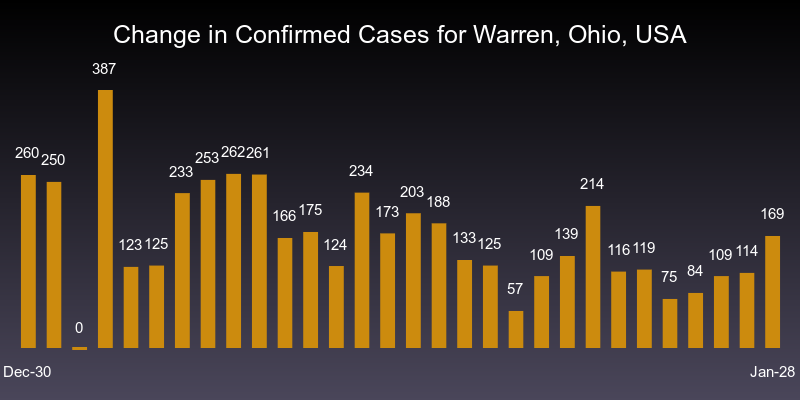 Change in Confirmed Cases for Warren, Ohio, USA
387
260 250 0 123 125 233 253 262 261 166 175 124 234 173 203 188 133 125 57 109 139 214 116 119 75 84 109 114 169
Dec-30 Jan-28